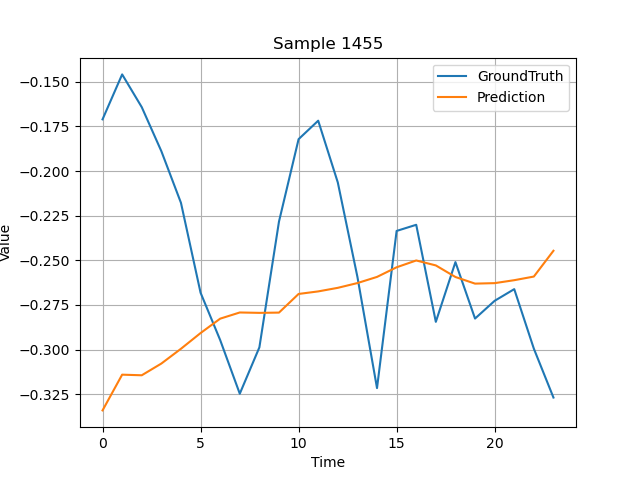 Sample 1455
GroundTruth
Prediction
−0.150
−0.175
−0.200
−0.225
−0.250
−0.275
−0.300
−0.325
Value
0 5 10 15 20
Time